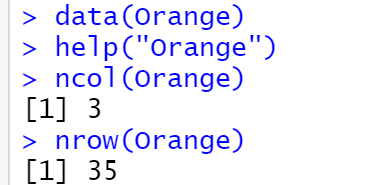 > data(Orange)
> help("Orange")
> ncol(Orange)
[1] 3
> nrow(Orange)
[1] 35